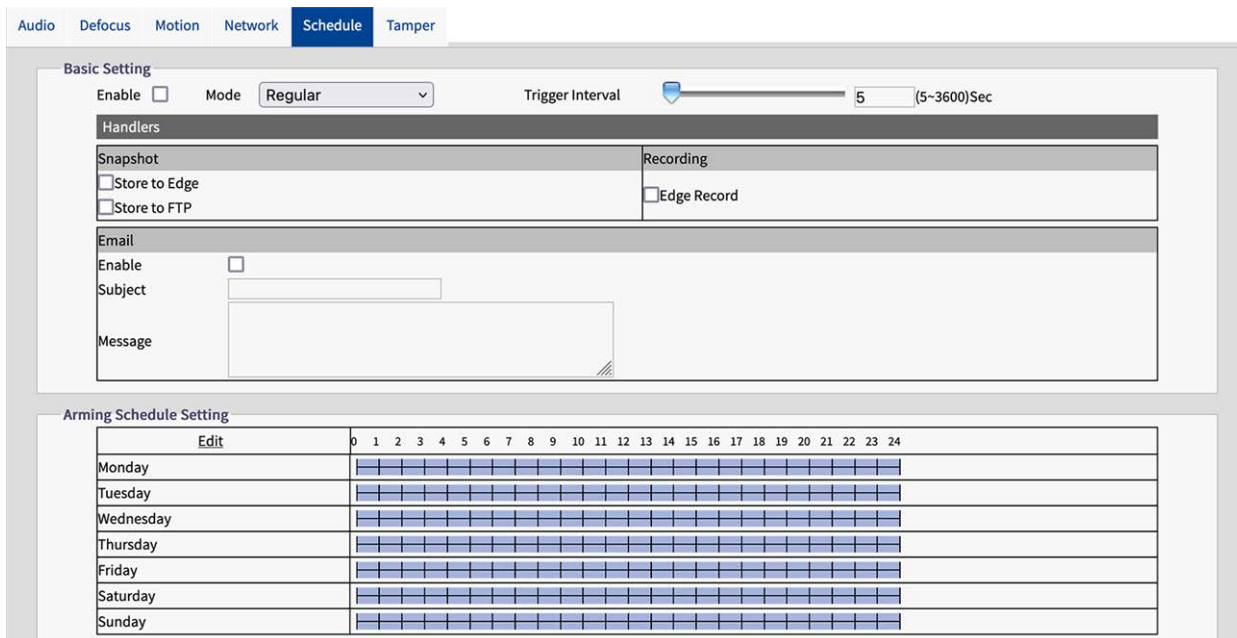 Audio Defocus Motion Network Schedule Tamper
Basic Setting
Enable Mode Regular Trigger Interval 5 (5~3600)Sec
Handlers
Snapshot Recording
Store to Edge
Edge Record
Store to FTP
Email
Enable
Subject
Message
Arming Schedule Setting
Edit 0 1 2 3 4 5 6 7 8 9 10 11 12 13 14 15 16 17 18 19 20 21 22 23 24
Monday
Tuesday
Wednesday
Thursday
Friday
Saturday
Sunday